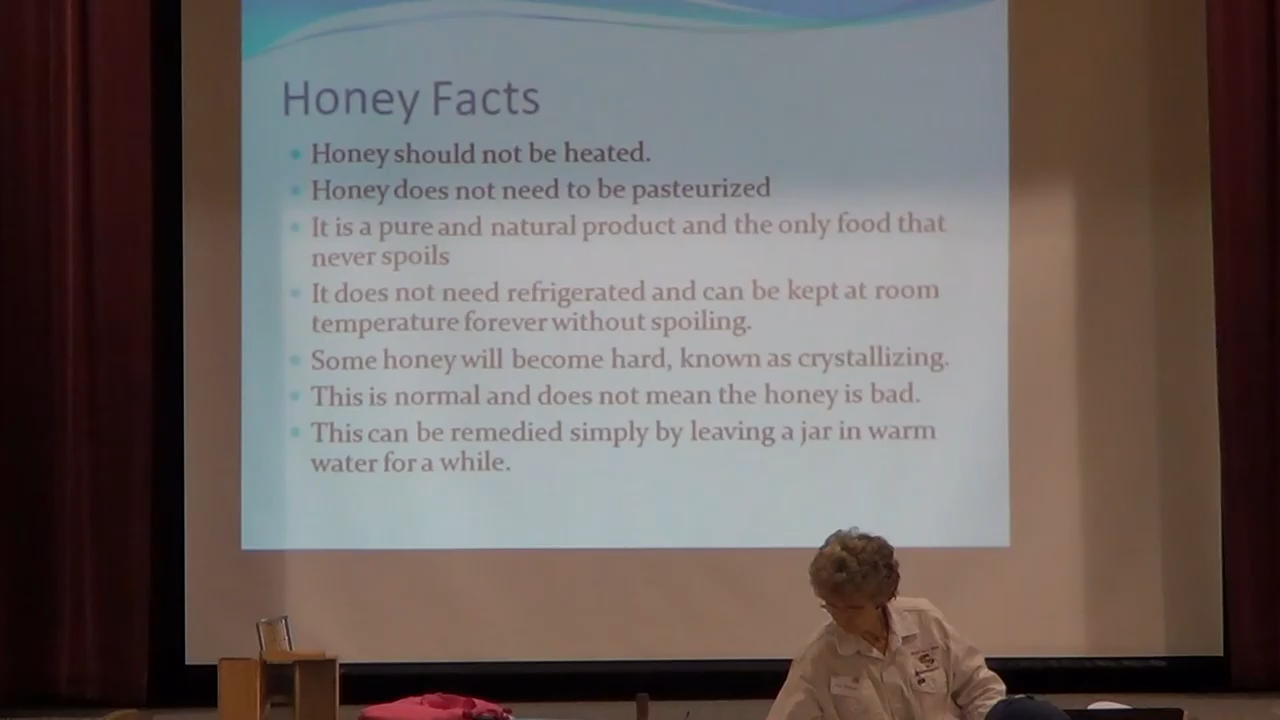 Honey Facts
Honey should not be heated.
Honey does not need to be pasteurized
It is a pure and natural product and the only food that
never spoils
It does not need refrigerated and can be kept at room
temperature forever without spoiling.
Some honey will become hard, known as crystallizing.
This is normal and does not mean the honey is bad.
This can be remedied simply by leaving a jar in warm
water for a while.